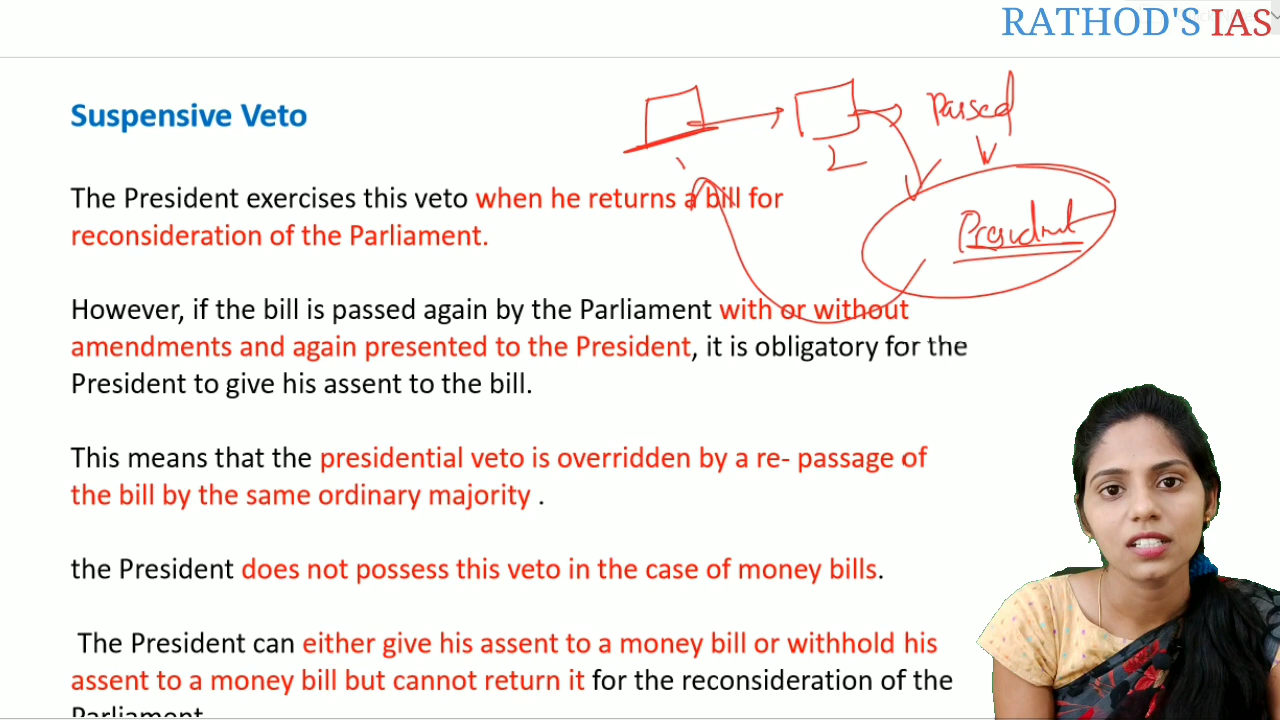 RATHOD'S IAS
Suspensive Veto
Passed
President
The President exercises this veto when he returns a bill for
reconsideration of the Parliament.
However, if the bill is passed again by the Parliament with or without
amendments and again presented to the President, it is obligatory for the
President to give his assent to the bill.
This means that the presidential veto is overridden by a re- passage of
the bill by the same ordinary majority .
the President does not possess this veto in the case of money bills.
The President can either give his assent to a money bill or withhold his
assent to a money bill but cannot return it for the reconsideration of the
Parliament.